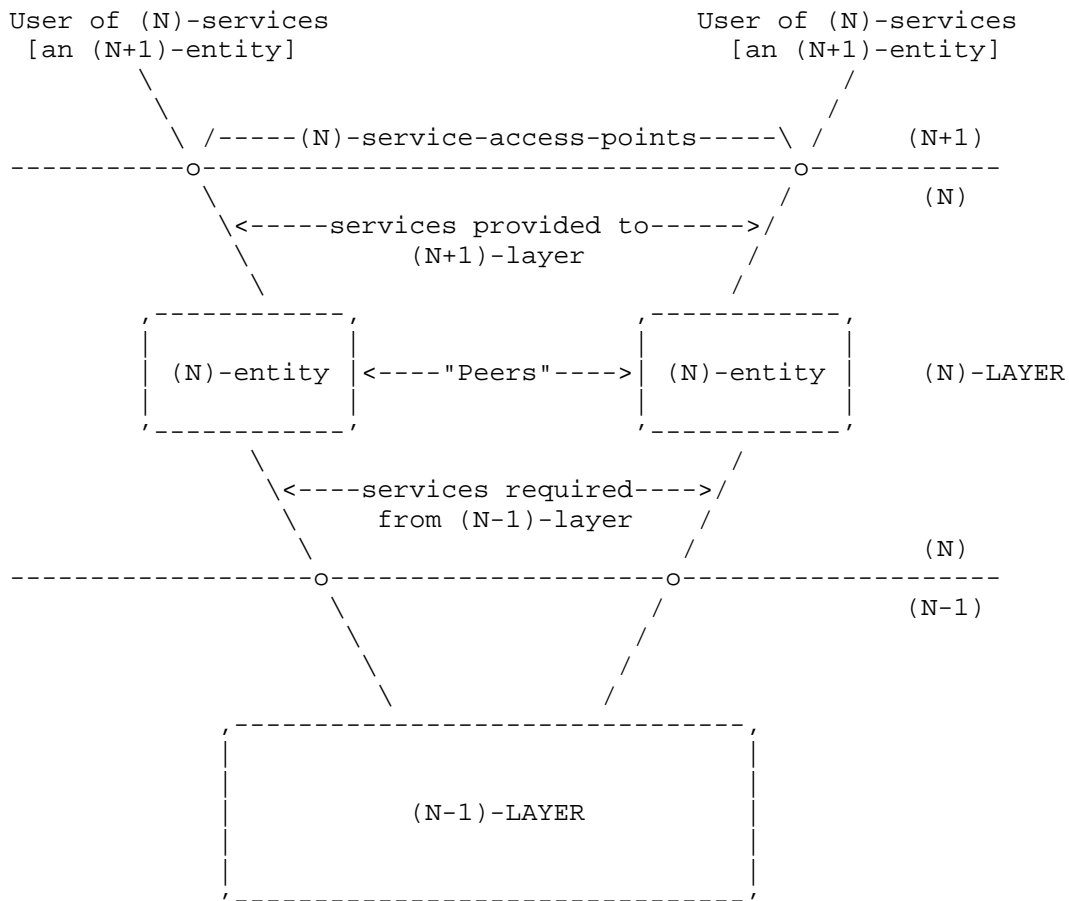 User of (N)-services User of (N)-services
[an (N+1)-entity] [an (N+1)-entity]
(N)-service-access-points (N+1)
(N)
services provided to
(N+1)-layer
(N)-entity "Peers" (N)-entity (N)-LAYER
services required
from (N-1)-layer
(N)
(N-1)
(N-1)-LAYER